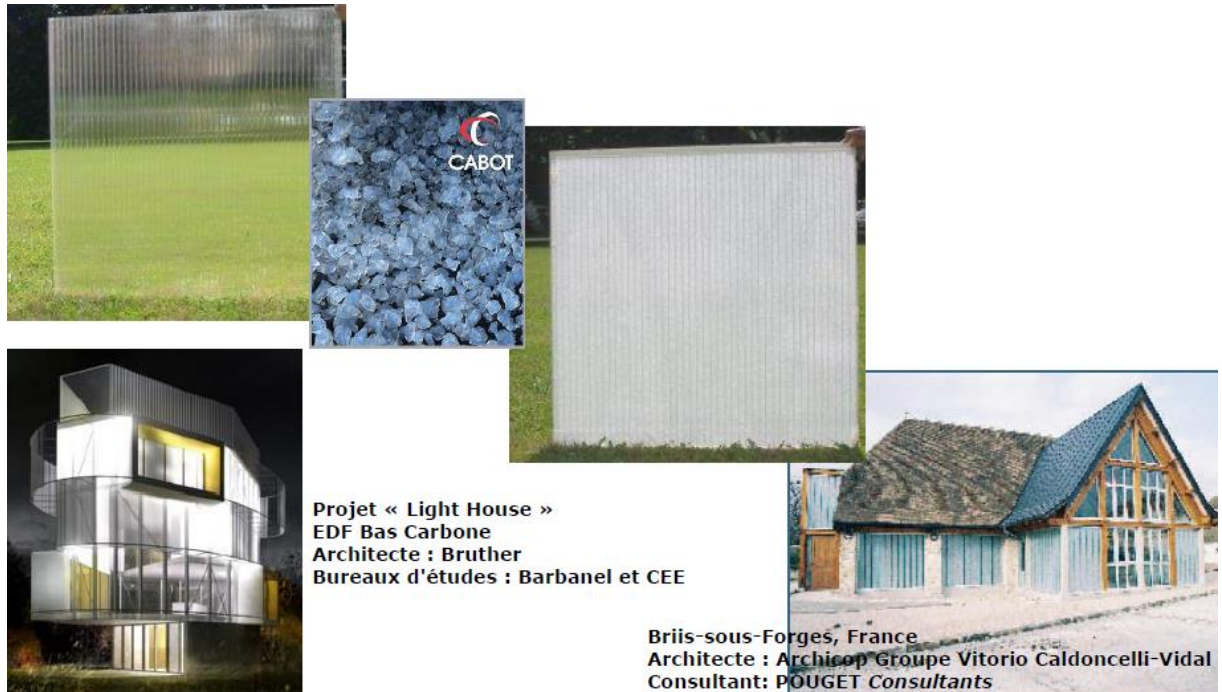 CABOT
Projet « Light House »
EDF Bas Carbone
Architecte : Bruther
Bureaux d'études : Barbanel et CEE
Briis-sous-Forges, France
Architecte : Archicop Groupe Vitorio Caldoncelli-Vidal
Consultant: POUGET Consultants